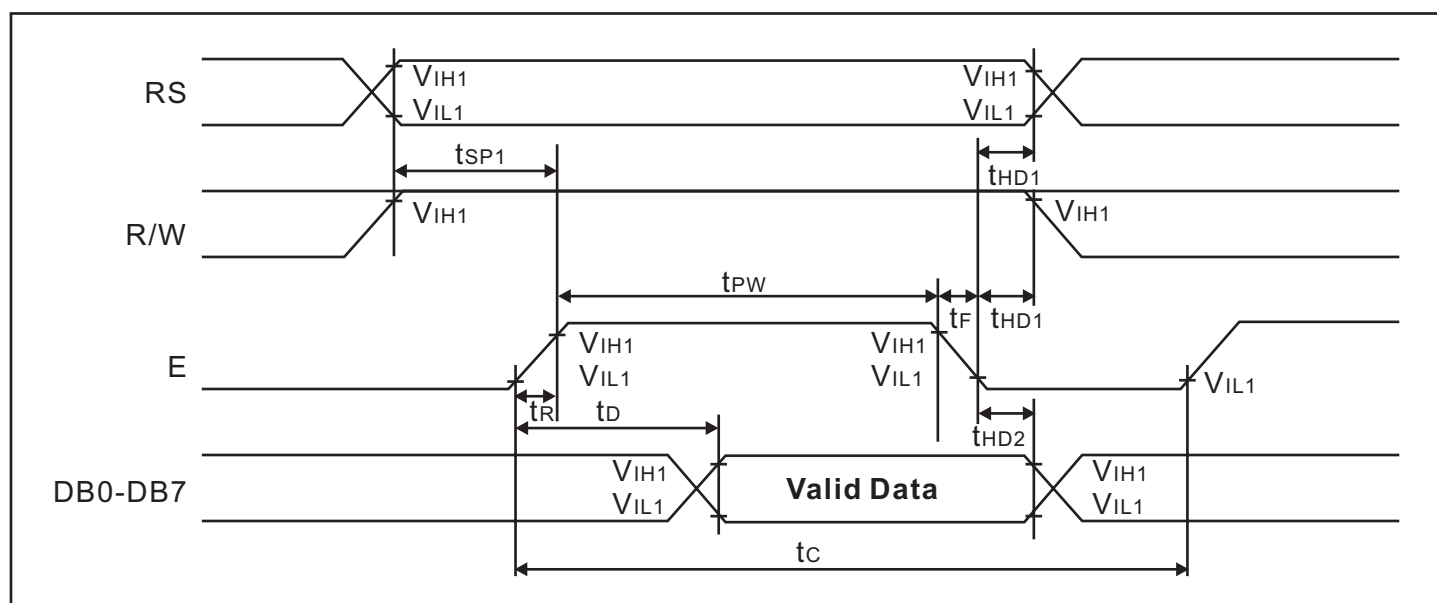 RS
VIH1
VIL1
VIH1
VIL1
tSP1
tHD1
R/W
VIH1
VIH1
tPW
tF
tHD1
E
VIH1
VIL1
VIH1
VIL1
VIL1
tR
tD
tHD2
DB0-DB7
VIH1
VIL1
Valid Data
VIH1
VIL1
tC